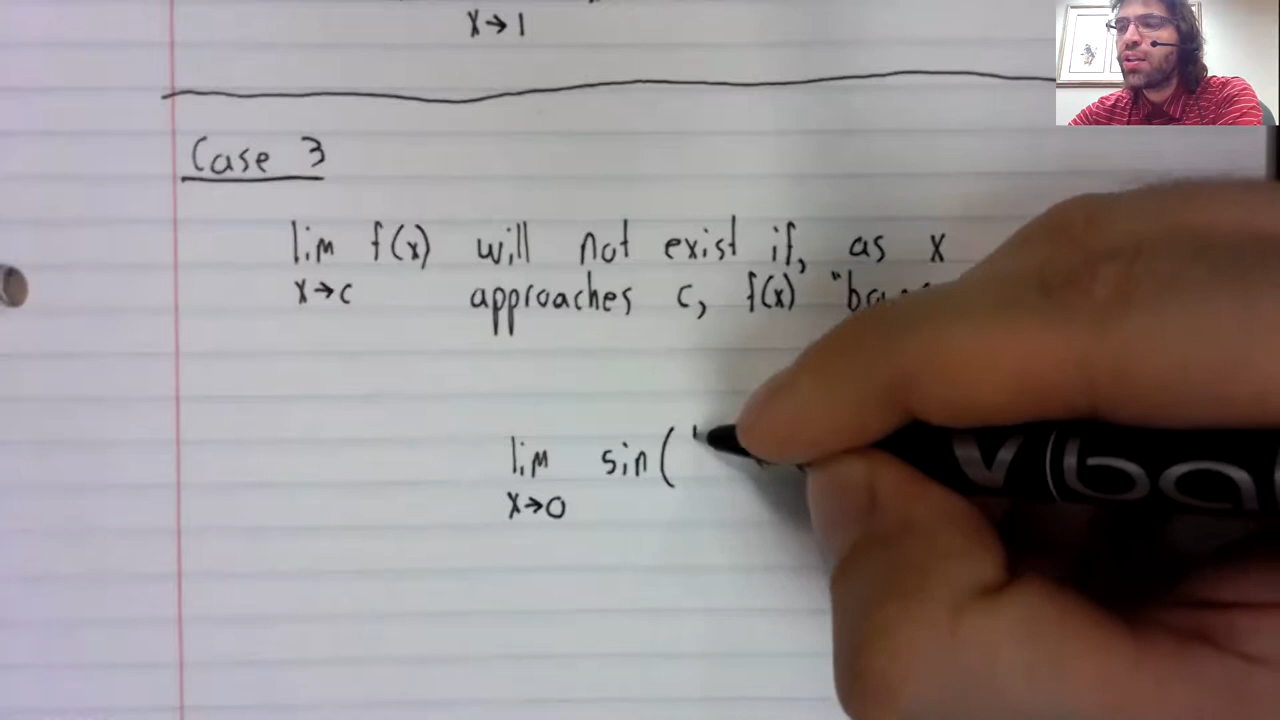 x→1
Case 3
lim f(x) will not exist if, as x
x→c approaches c, f(x)
lim sin(
x→0